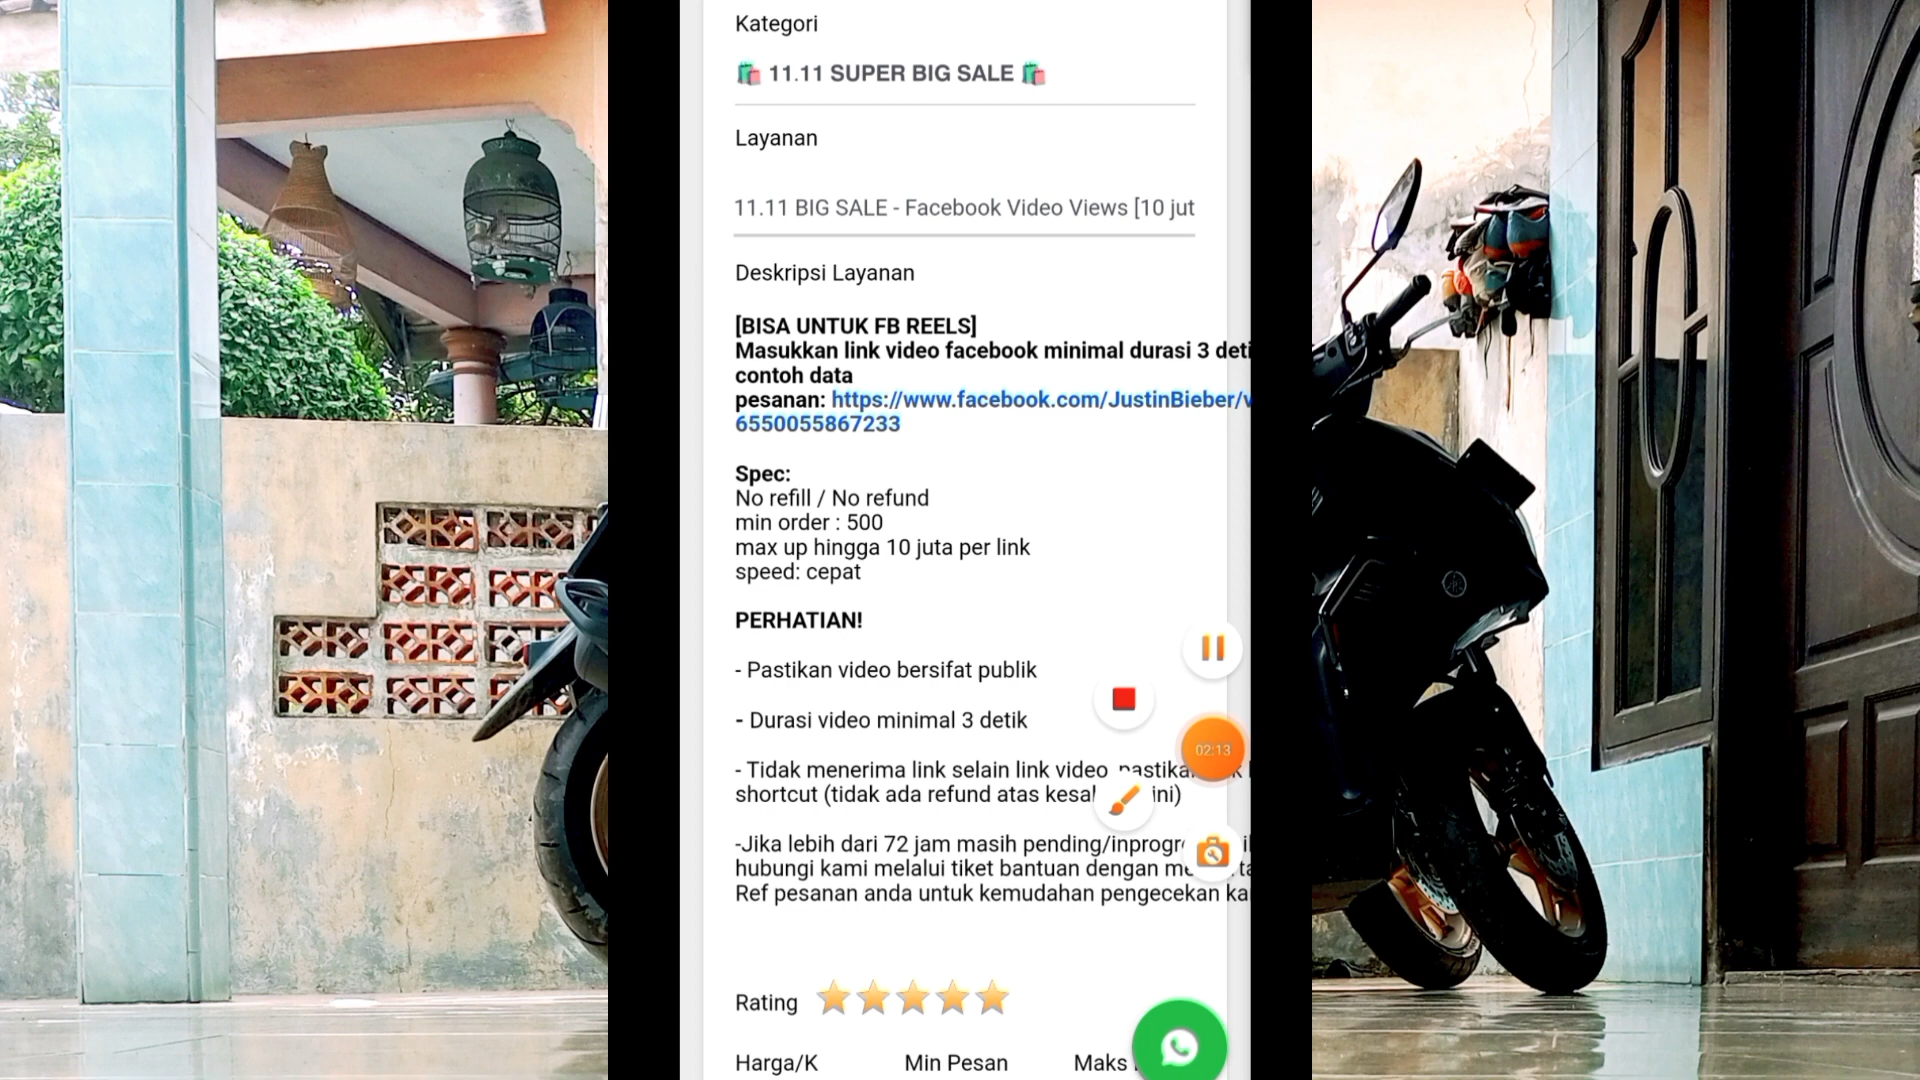 Kategori
🛍️ 11.11 SUPER BIG SALE 🛍️
Layanan
11.11 BIG SALE - Facebook Video Views [10 jut
Deskripsi Layanan
[BISA UNTUK FB REELS]
Masukkan link video facebook minimal durasi 3 deti
contoh data
pesanan: https://www.facebook.com/JustinBieber/v
6550055867233
Spec:
No refill / No refund
min order : 500
max up hingga 10 juta per link
speed: cepat
PERHATIAN!
- Pastikan video bersifat publik
- Durasi video minimal 3 detik
- Tidak menerima link selain link video
shortcut (tidak ada refund atas ini)
-Jika lebih dari 72 jam masih
hubungi kami melalui tiket bantuan dengan
Ref pesanan anda untuk kemudahan pengecekan ka
02:13
Rating
Harga/K Min Pesan Maks